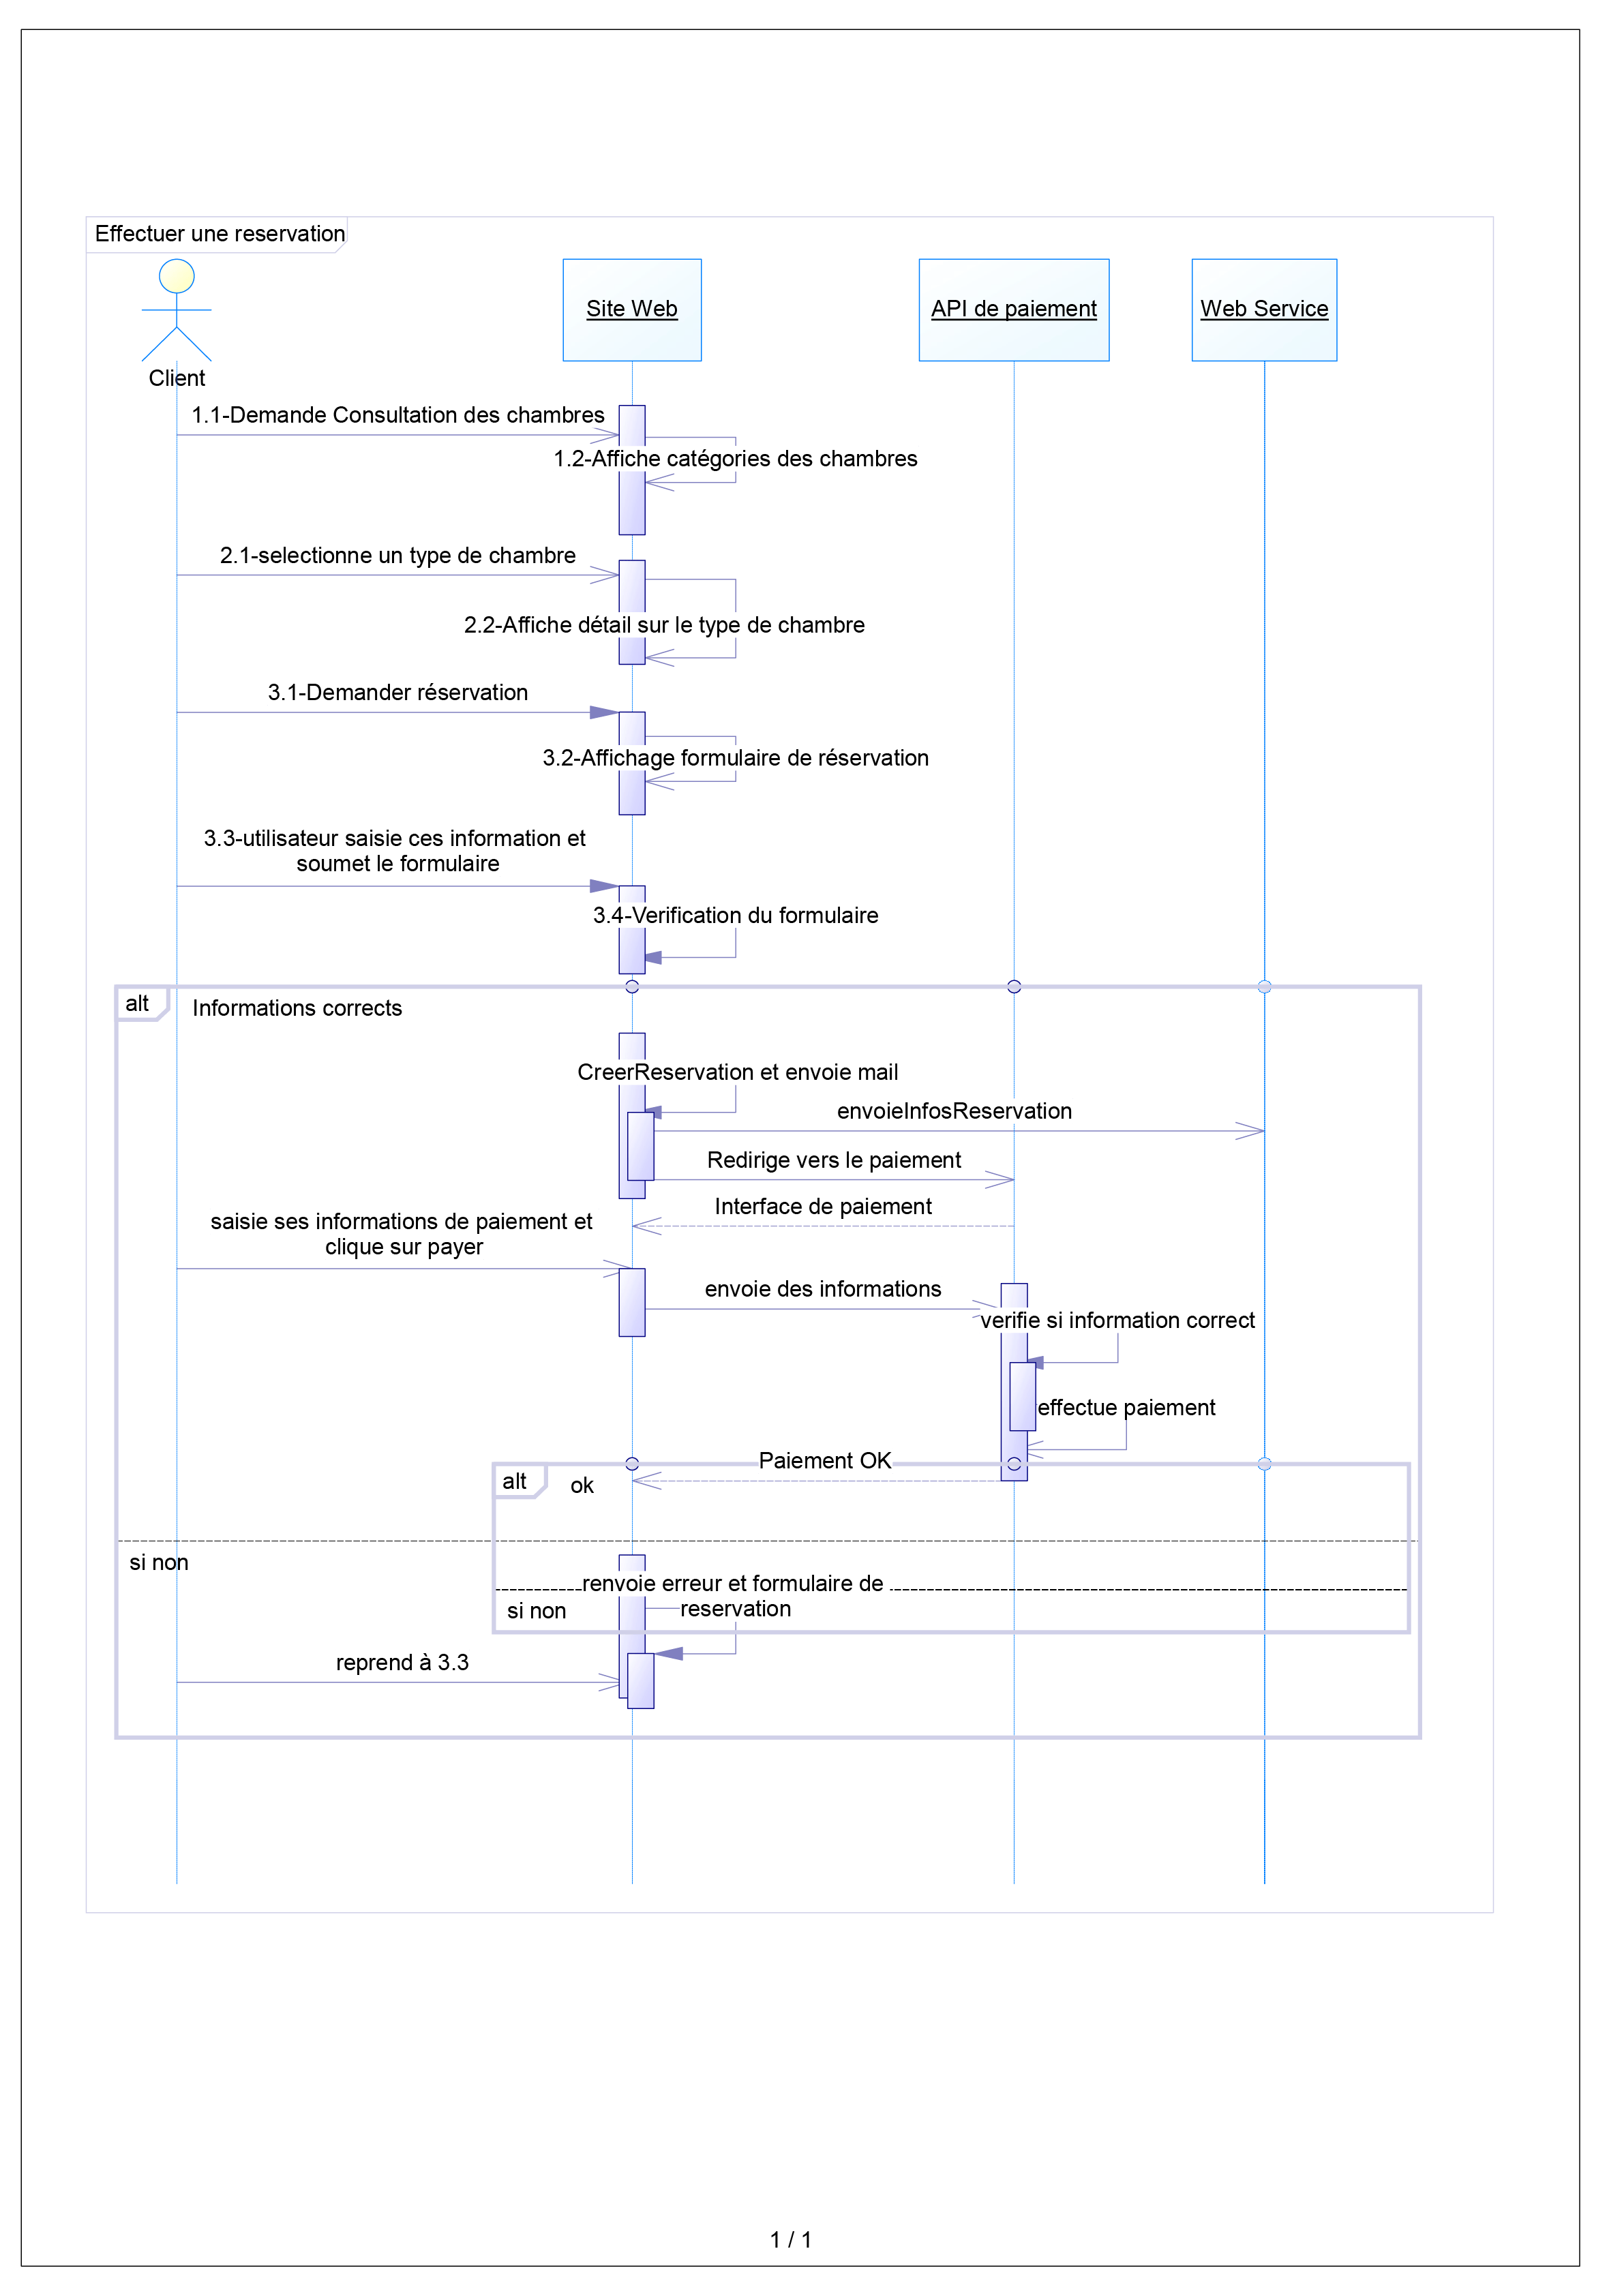 Effectuer une reservation
Site Web
API de paiement
Web Service
Client
1.1-Demande Consultation des chambres
1.2-Affiche catégories des chambres
2.1-selectionne un type de chambre
2.2-Affiche détail sur le type de chambre
3.1-Demander réservation
3.2-Affichage formulaire de réservation
3.3-utilisateur saisie ces information et
soumet le formulaire
3.4-Verification du formulaire
alt
Informations corrects
CreerReservation et envoie mail
envoieInfosReservation
Redirige vers le paiement
Interface de paiement
saisie ses informations de paiement et
clique sur payer
envoie des informations
verifie si information correct
effectue paiement
Paiement OK
alt
ok
si non
renvoie erreur et formulaire de
reservation
si non
reprend à 3.3
1 / 1